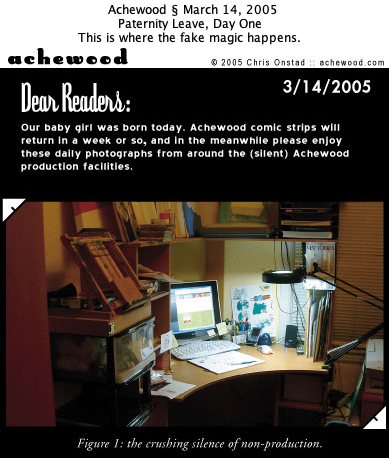 Achewood § March 14, 2005
Paternity Leave, Day One
This is where the fake magic happens.
achewood
© 2005 Chris Onstad :: achewood.com
3/14/2005
Dear Readers:
Our baby girl was born today. Achewood comic strips will
return in a week or so, and in the meanwhile please enjoy
these daily photographs from around the (silent) Achewood
production facilities.
Figure 1: the crushing silence of non-production.